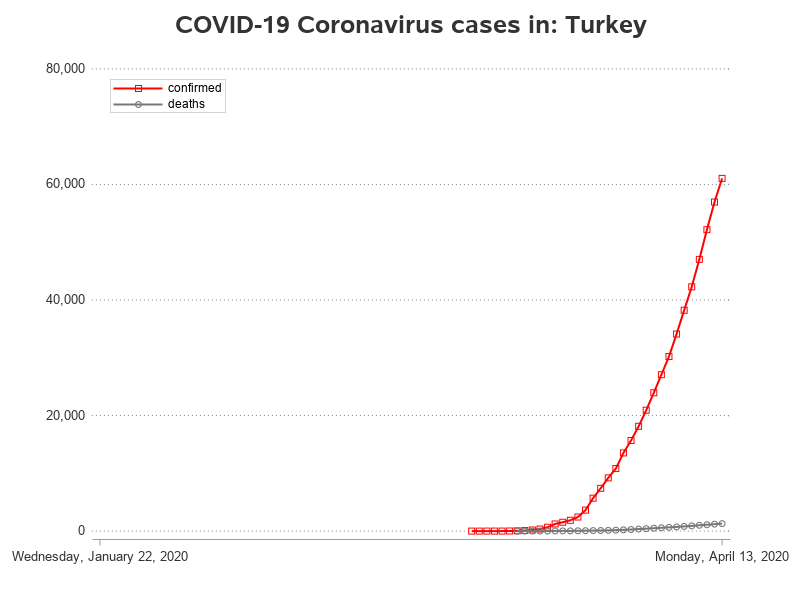 COVID-19 Coronavirus cases in: Turkey
80,000
confirmed
deaths
60,000
40,000
20,000
0
Wednesday, January 22, 2020
Monday, April 13, 2020